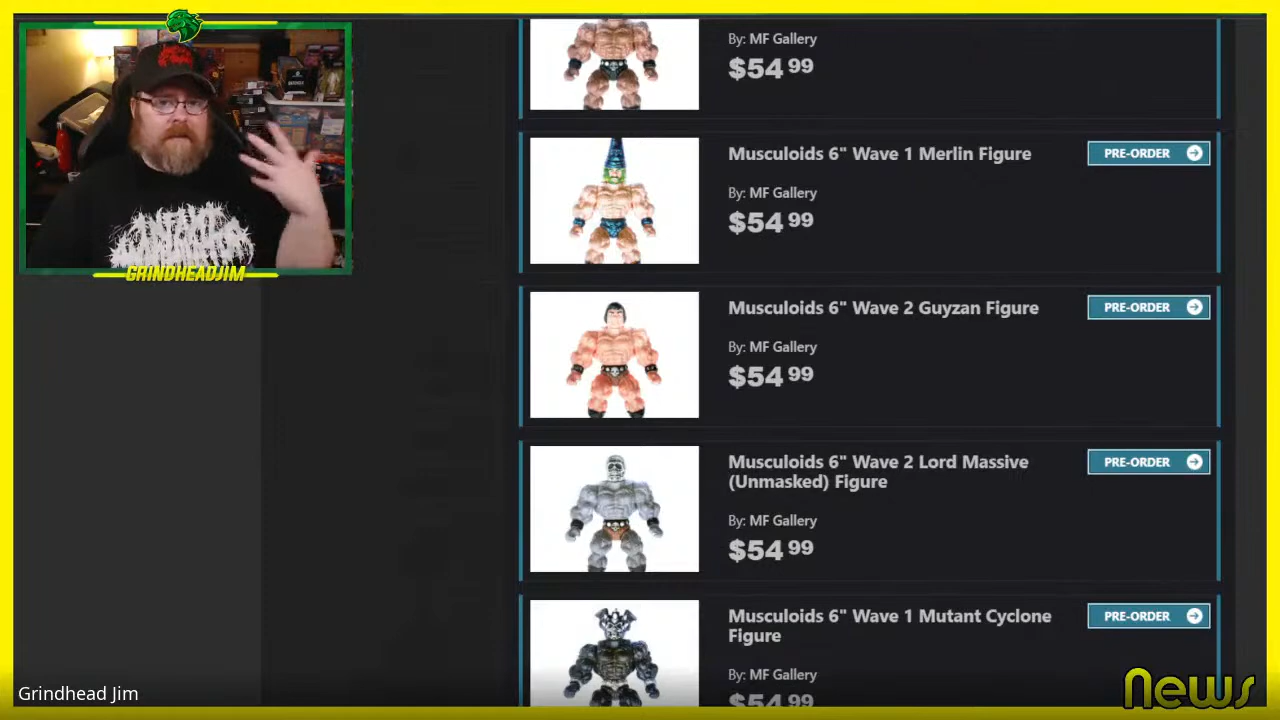 By: MF Gallery
$54 99
Musculoids 6" Wave 1 Merlin Figure
PRE-ORDER
By: MF Gallery
$54 99
GRINDHEADJIM
Musculoids 6" Wave 2 Guyzan Figure
PRE-ORDER
By: MF Gallery
$54 99
Musculoids 6" Wave 2 Lord Massive
(Unmasked) Figure
PRE-ORDER
By: MF Gallery
$54 99
Musculoids 6" Wave 1 Mutant Cyclone
Figure
PRE-ORDER
By: MF Gallery
$54 99
Grindhead Jim
News